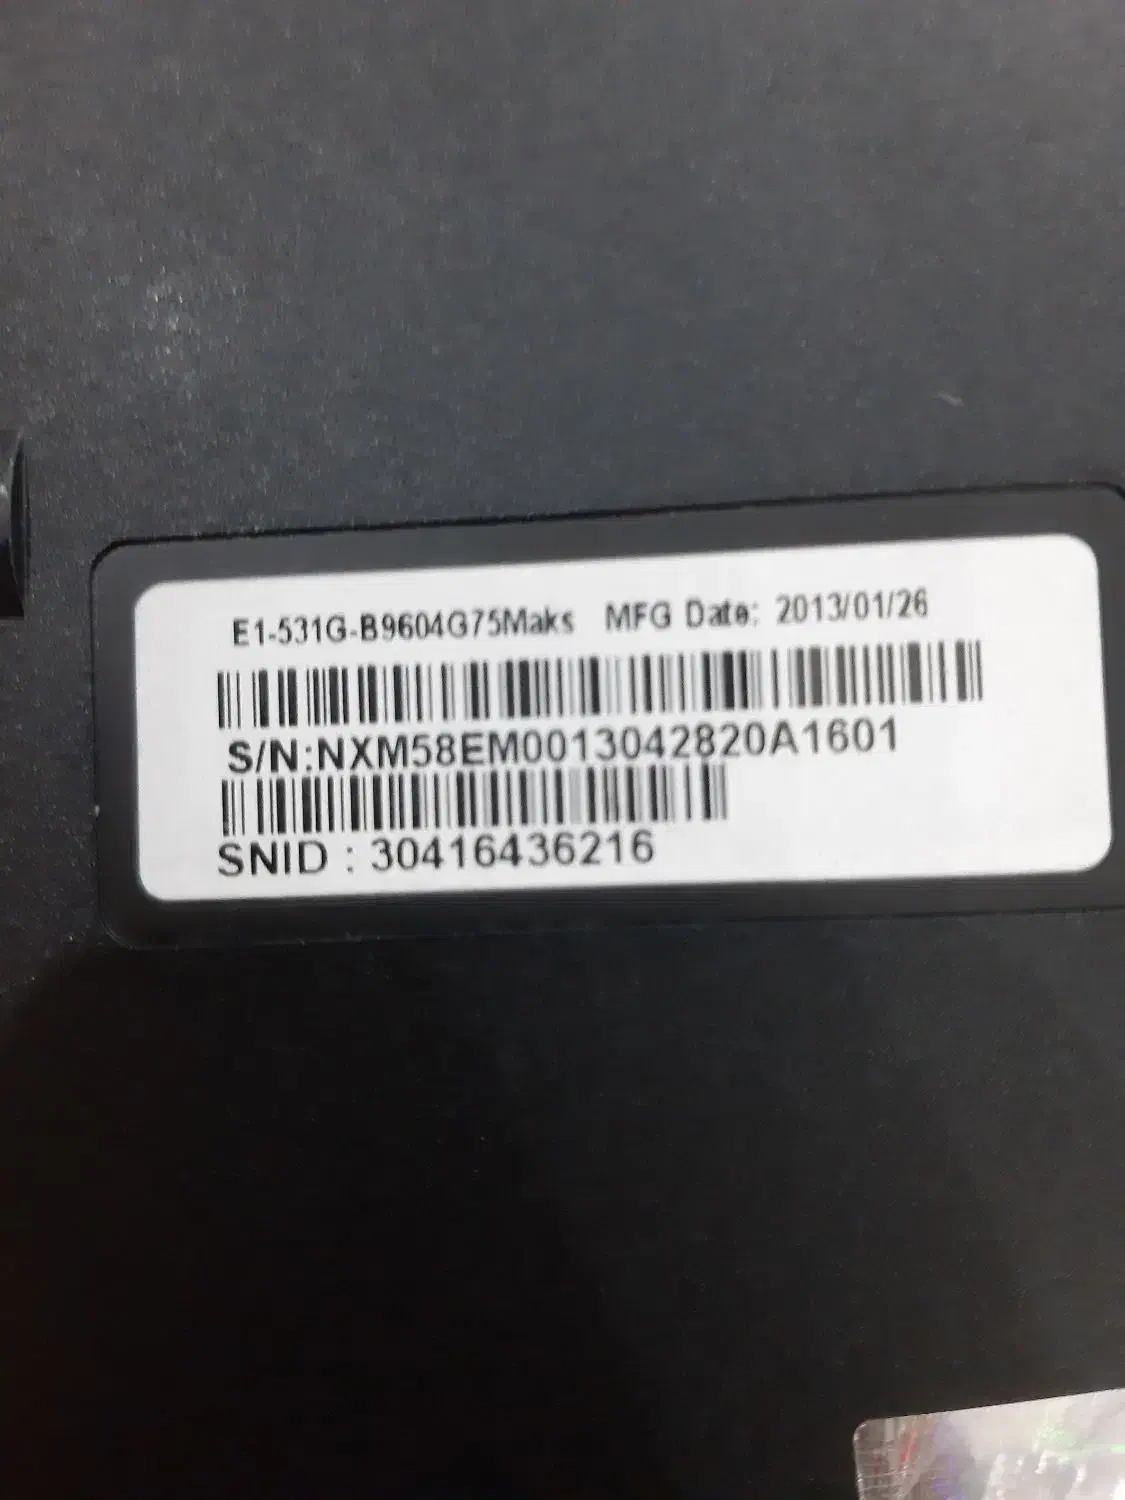 E1-531G-B9604G75Maks MFG Date: 2013/01/26
S/N:NXM58EM0013042820A1601
SNID : 30416436216